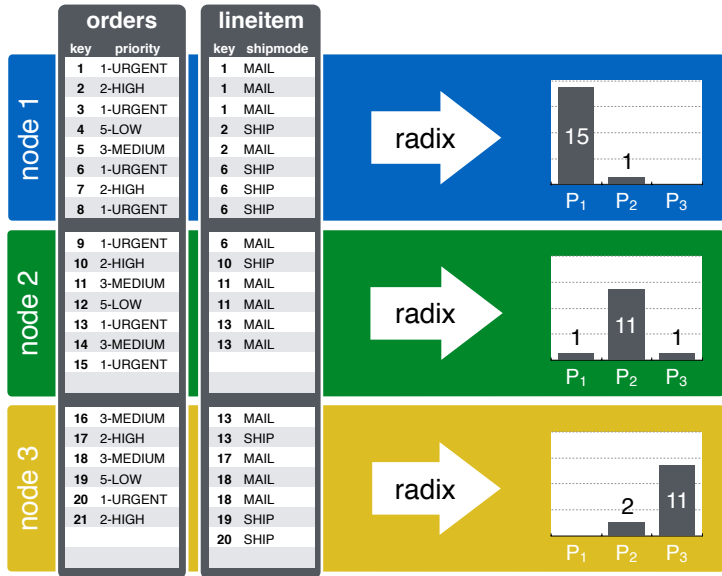 orders lineitem
key priority key shipmode
node 1
1 1-URGENT 1 MAIL
2 2-HIGH 1 MAIL
3 1-URGENT 1 MAIL
4 5-LOW 2 SHIP
5 3-MEDIUM 2 MAIL
6 1-URGENT 6 SHIP
7 2-HIGH 6 SHIP
8 1-URGENT 6 SHIP
radix
15 1
P1 P2 P3
node 2
9 1-URGENT 6 MAIL
10 2-HIGH 10 SHIP
11 3-MEDIUM 11 MAIL
12 5-LOW 11 MAIL
13 1-URGENT 13 MAIL
14 3-MEDIUM 13 MAIL
15 1-URGENT
radix
1 11 1
P1 P2 P3
node 3
16 3-MEDIUM 13 MAIL
17 2-HIGH 13 SHIP
18 3-MEDIUM 17 MAIL
19 5-LOW 18 MAIL
20 1-URGENT 18 MAIL
21 2-HIGH 19 SHIP
20 SHIP
radix
2 11
P1 P2 P3